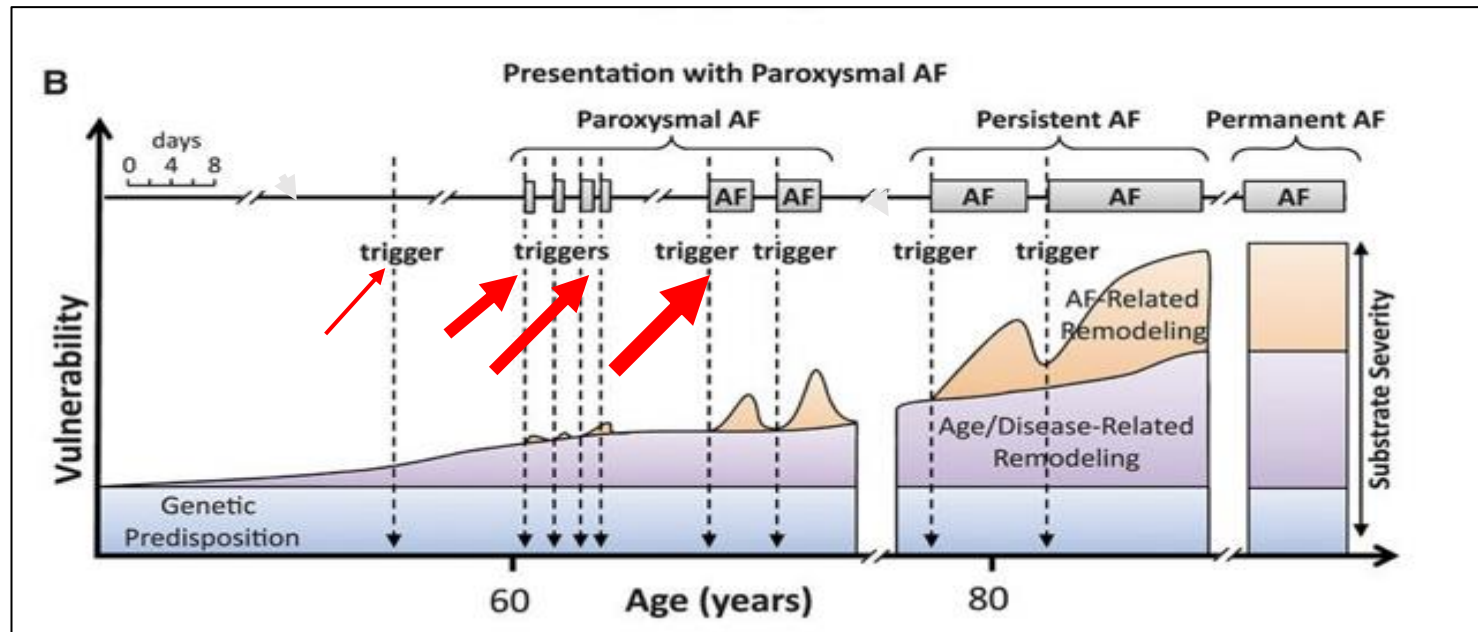 B
Presentation with Paroxysmal AF
Paroxysmal AF
Persistent AF
Permanent AF
days
0 4 8
AF AF AF AF AF
trigger triggers trigger trigger trigger trigger
Vulnerability
AF-Related
Remodeling
Age/Disease-Related
Remodeling
Genetic
Predisposition
Substrate Severity
60 80
Age (years)